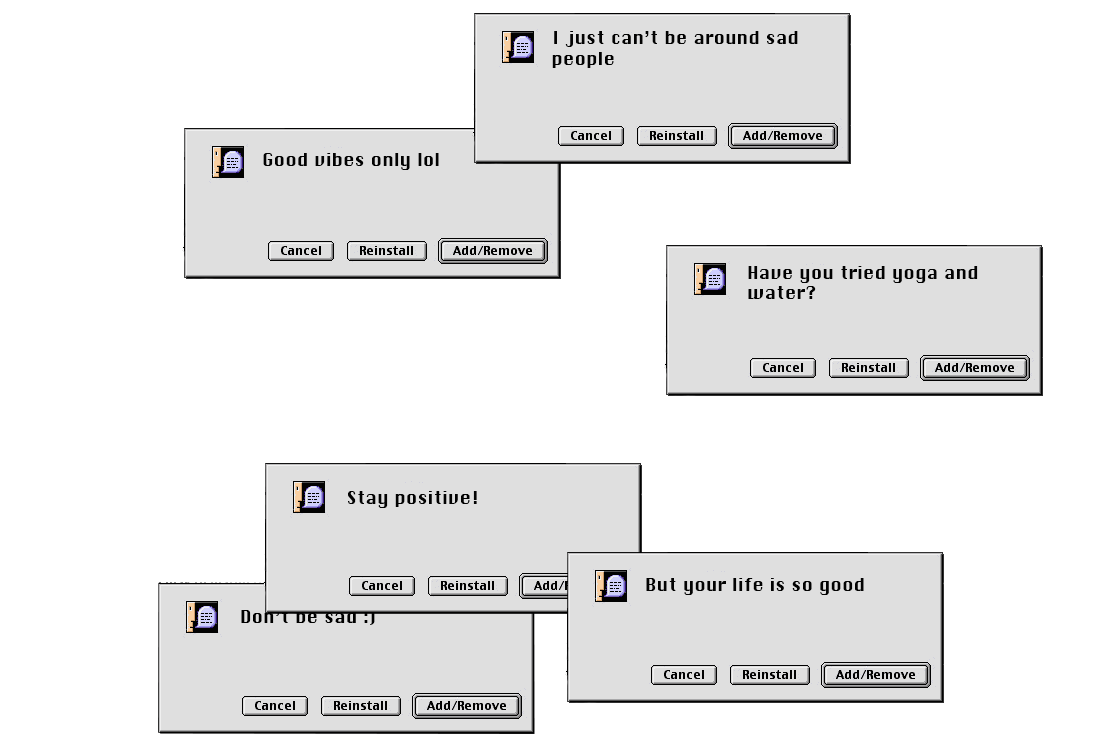 I just can't be around sad
people
Cancel Reinstall Add/Remove
Good vibes only lol
Cancel Reinstall Add/Remove
Have you tried yoga and
water?
Cancel Reinstall Add/Remove
Stay positive!
Cancel Reinstall Add/
But your life is so good
Cancel Reinstall Add/Remove
Don't be sad :)
Cancel Reinstall Add/Remove